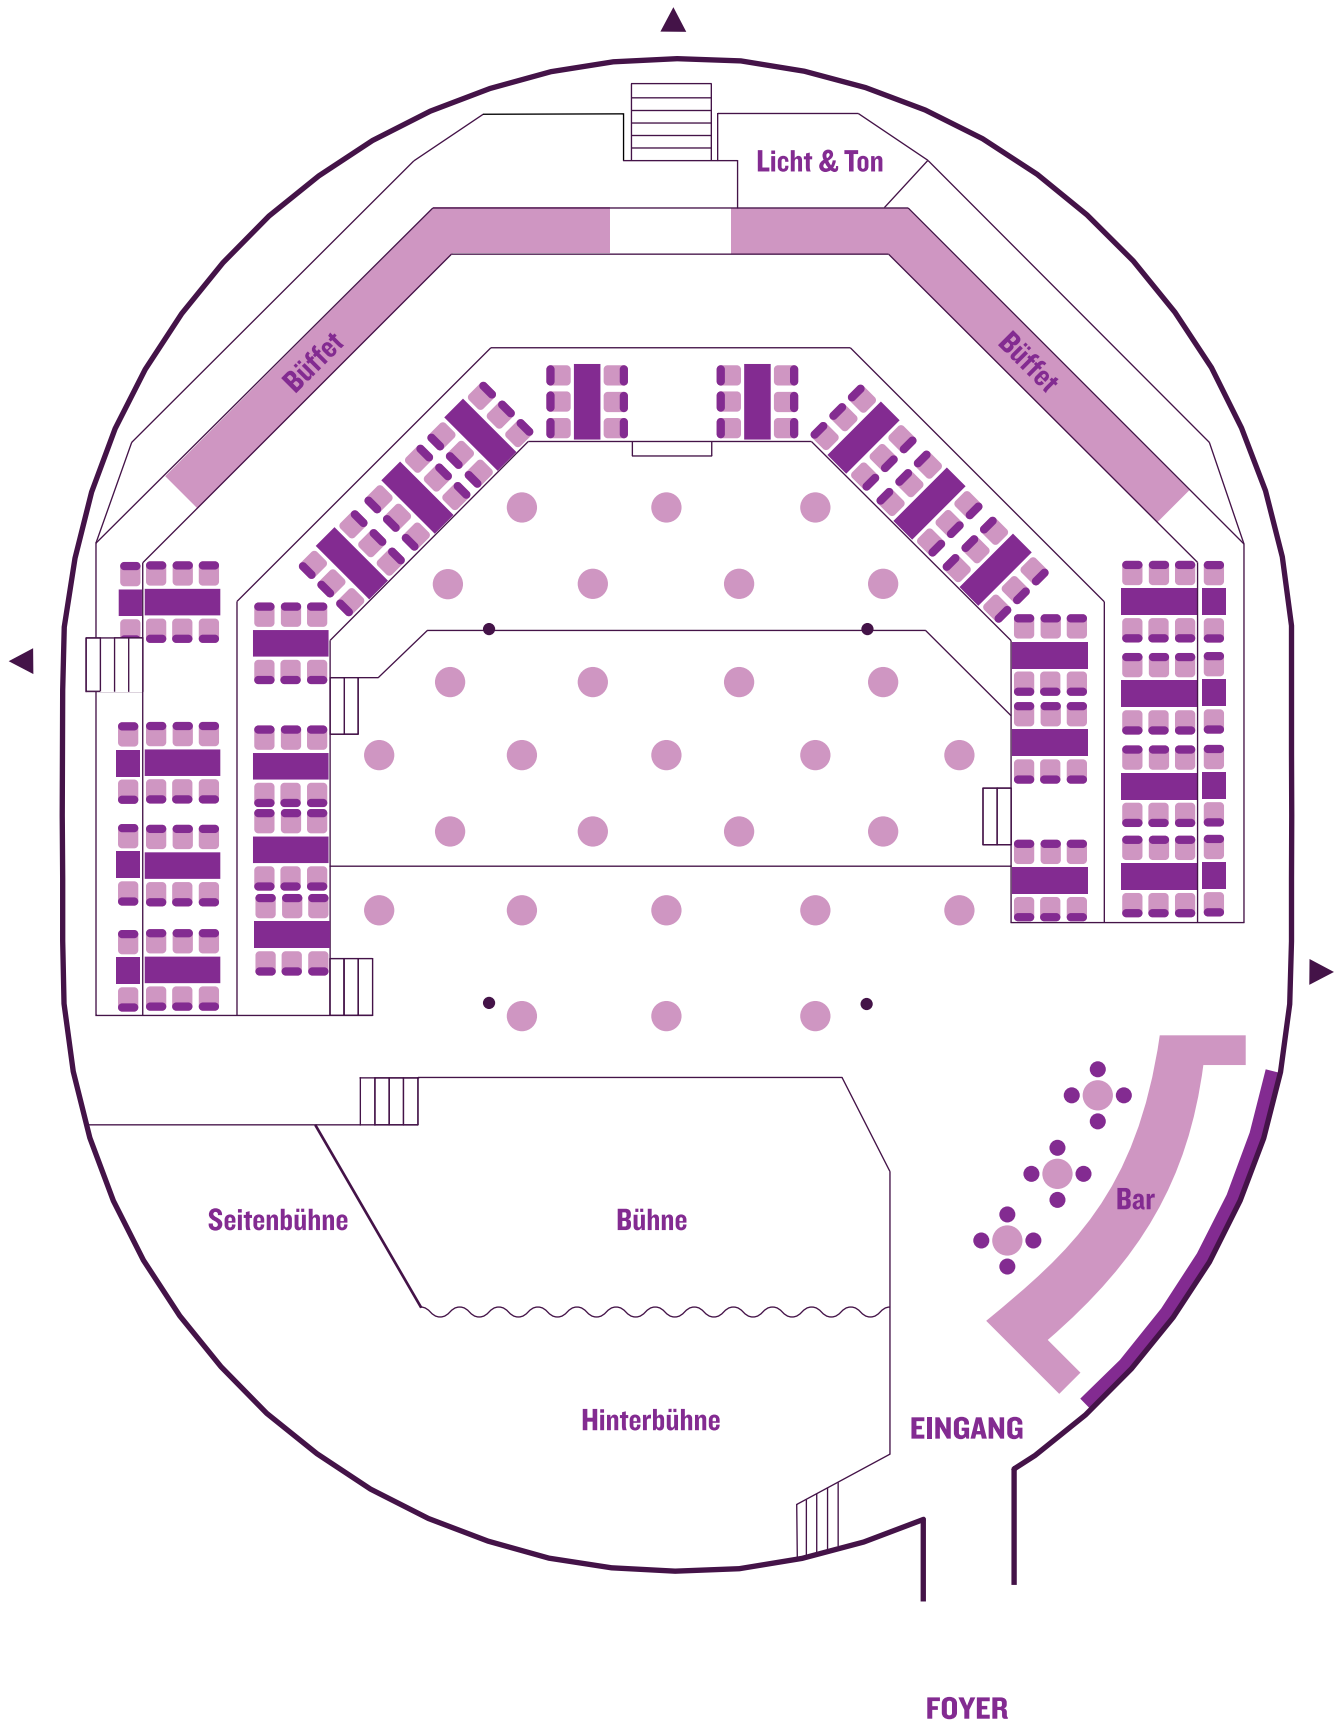 Licht & Ton
Büffet
Büffet
Bar
Seitenbühne
Bühne
Hinterbühne
EINGANG
FOYER